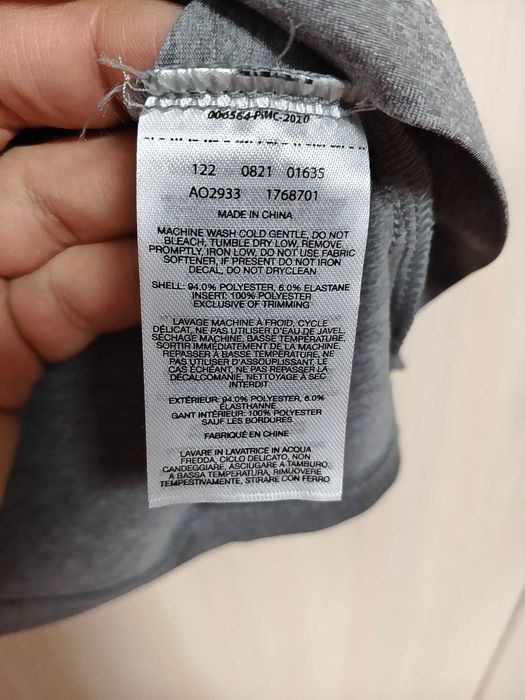 000564-PMC-2020
122 0821 01635
AO2933 1768701
MADE IN CHINA
MACHINE WASH COLD GENTLE, DO NOT
BLEACH, TUMBLE DRY LOW, REMOVE
PROMPTLY, IRON LOW, DO NOT USE FABRIC
SOFTENER, IF PRESENT DO NOT IRON
DECAL, DO NOT DRYCLEAN
SHELL: 94.0% POLYESTER, 6.0% ELASTANE
INSERT: 100% POLYESTER
EXCLUSIVE OF TRIMMING
LAVAGE MACHINE À FROID, CYCLE
DÉLICAT, NE PAS UTILISER D'EAU DE JAVEL,
SÉCHAGE MACHINE, BASSE TEMPÉRATURE,
SORTIR IMMÉDIATEMENT DE LA MACHINE,
REPASSER À BASSE TEMPÉRATURE, NE
PAS UTILISER D'ASSOUPLISSANT, LE
CAS ÉCHÉANT, NE PAS REPASSER LA
DÉCALCOMANIE, NETTOYAGE À SEC
INTERDIT
EXTÉRIEUR: 94.0% POLYESTER, 6.0%
ÉLASTHANNE
GANT INTÉRIEUR: 100% POLYESTER
SAUF LES BORDURES
FABRIQUÉ EN CHINE
LAVARE IN LAVATRICE IN ACQUA
FREDDA, CICLO DELICATO, NON
CANDEGGIARE, ASCIUGARE A TAMBURO
A BASSA TEMPERATURA, RIMUOVERE
TEMPESTIVAMENTE, STIRARE CON FERRO